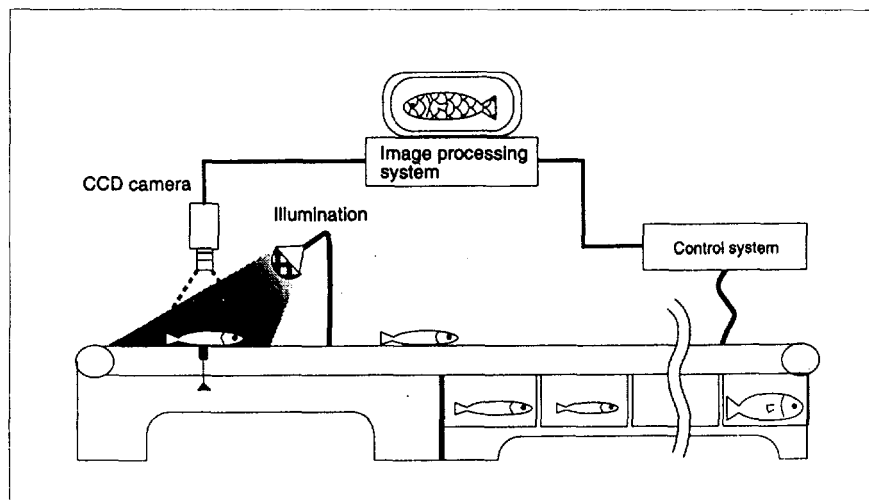 Image processing
system
CCD camera
Illumination
Control system